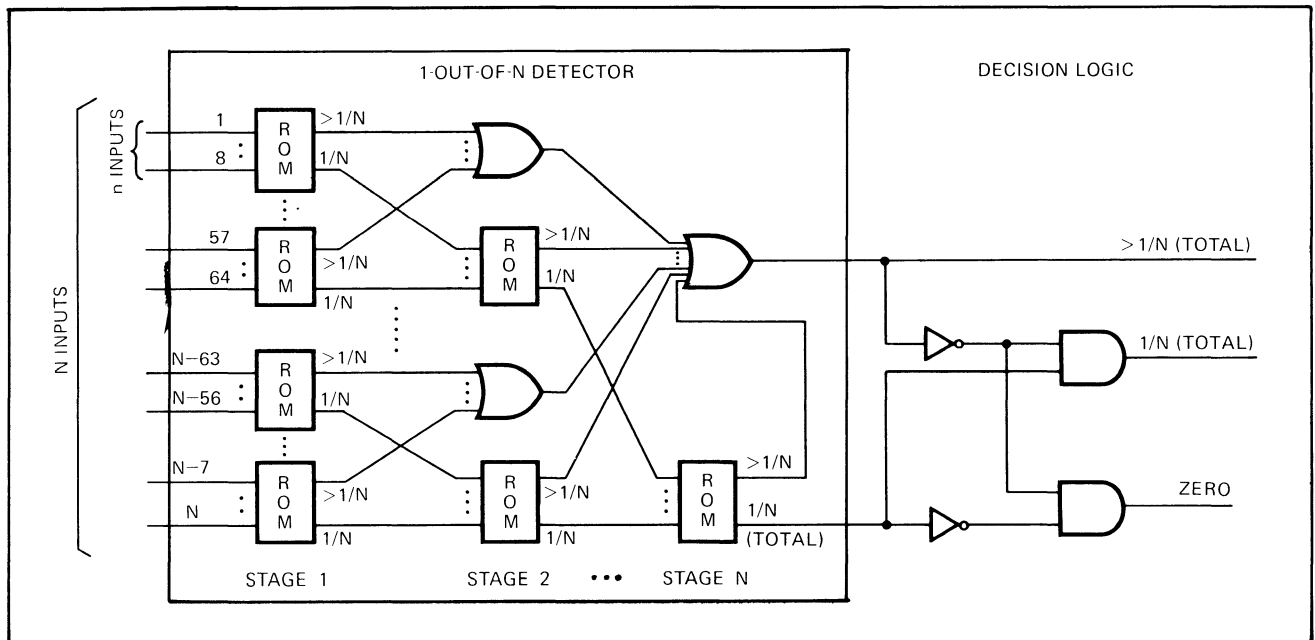 1-OUT-OF-N DETECTOR
DECISION LOGIC
N INPUTS
n INPUTS
1
8
ROM
>1/N
1/N
57
64
ROM
>1/N
1/N
ROM
>1/N
1/N
>1/N (TOTAL)
N−63
N−56
ROM
>1/N
1/N
1/N (TOTAL)
N−7
N
ROM
>1/N
1/N
ROM
>1/N
1/N
ROM
>1/N
1/N
(TOTAL)
ZERO
STAGE 1
STAGE 2 ••• STAGE N